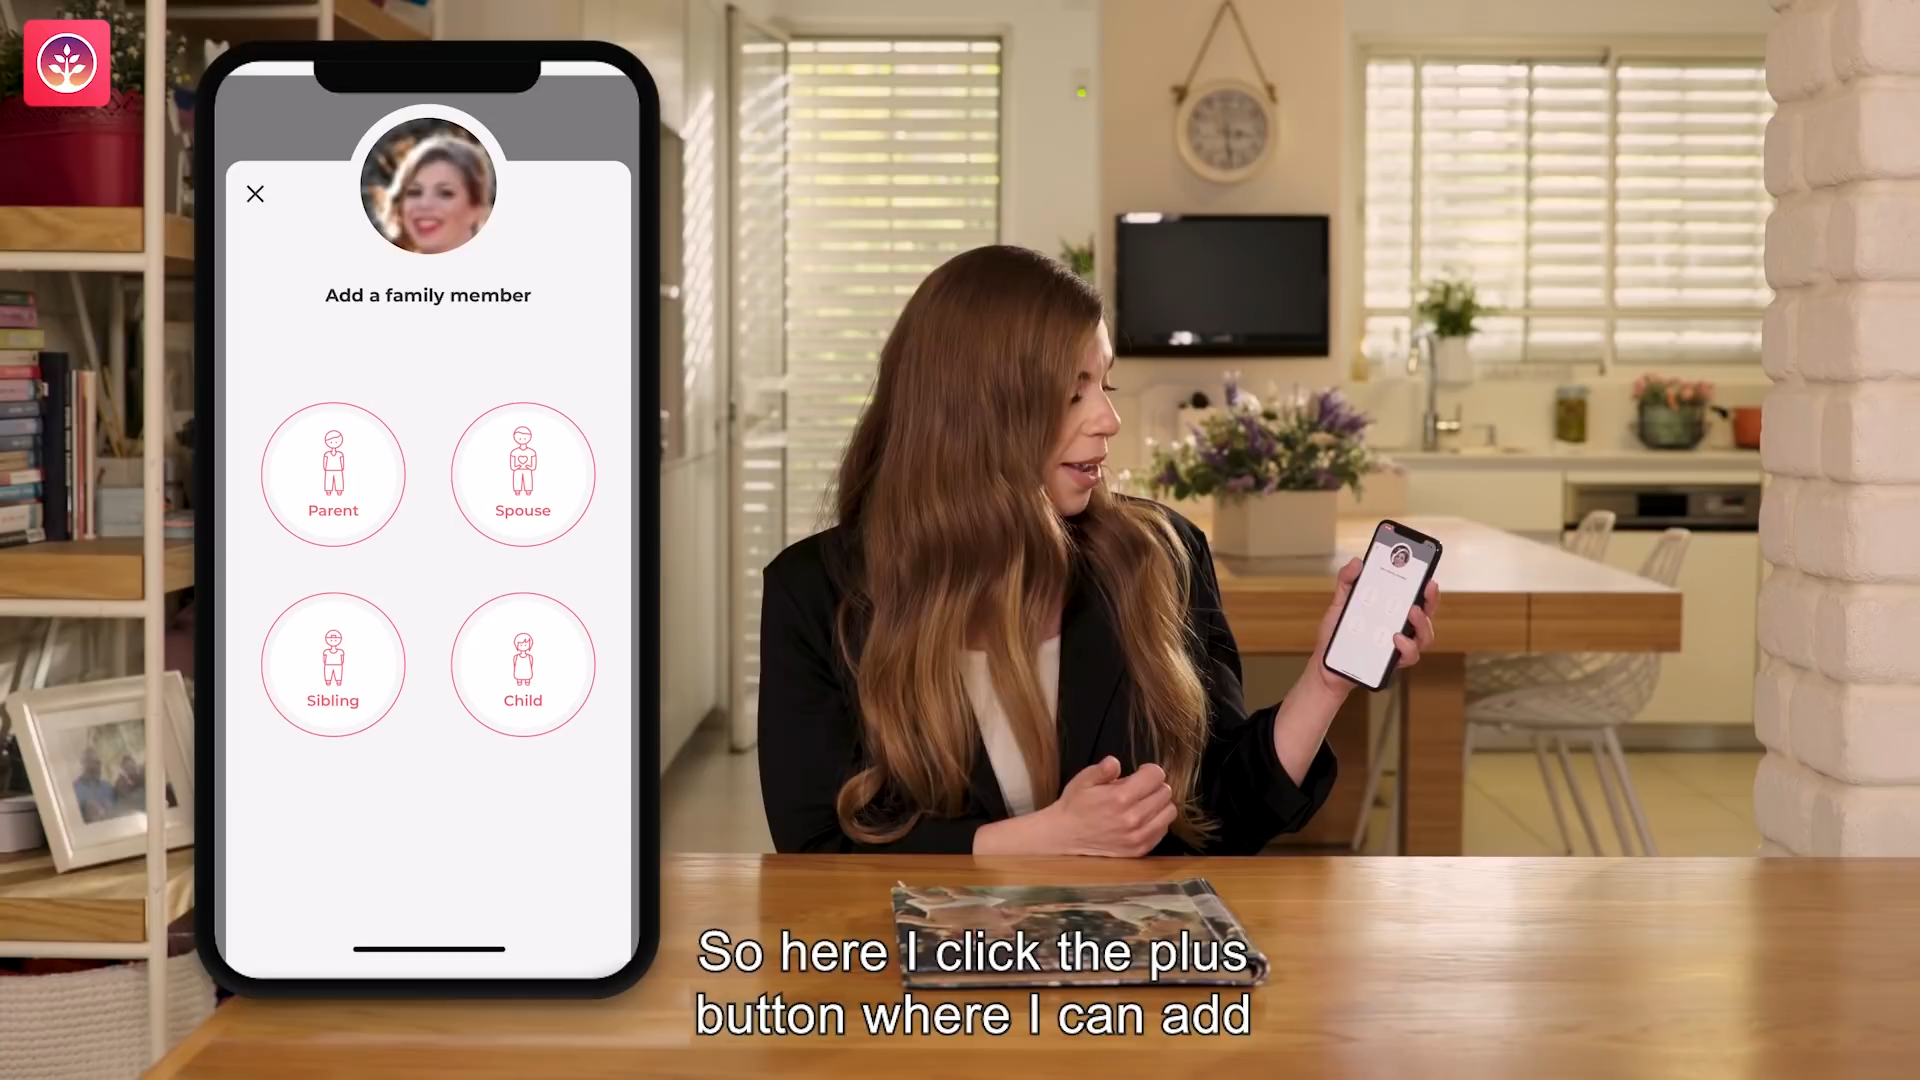 Add a family member
Parent
Spouse
Sibling
Child
So here I click the plus
button where I can add